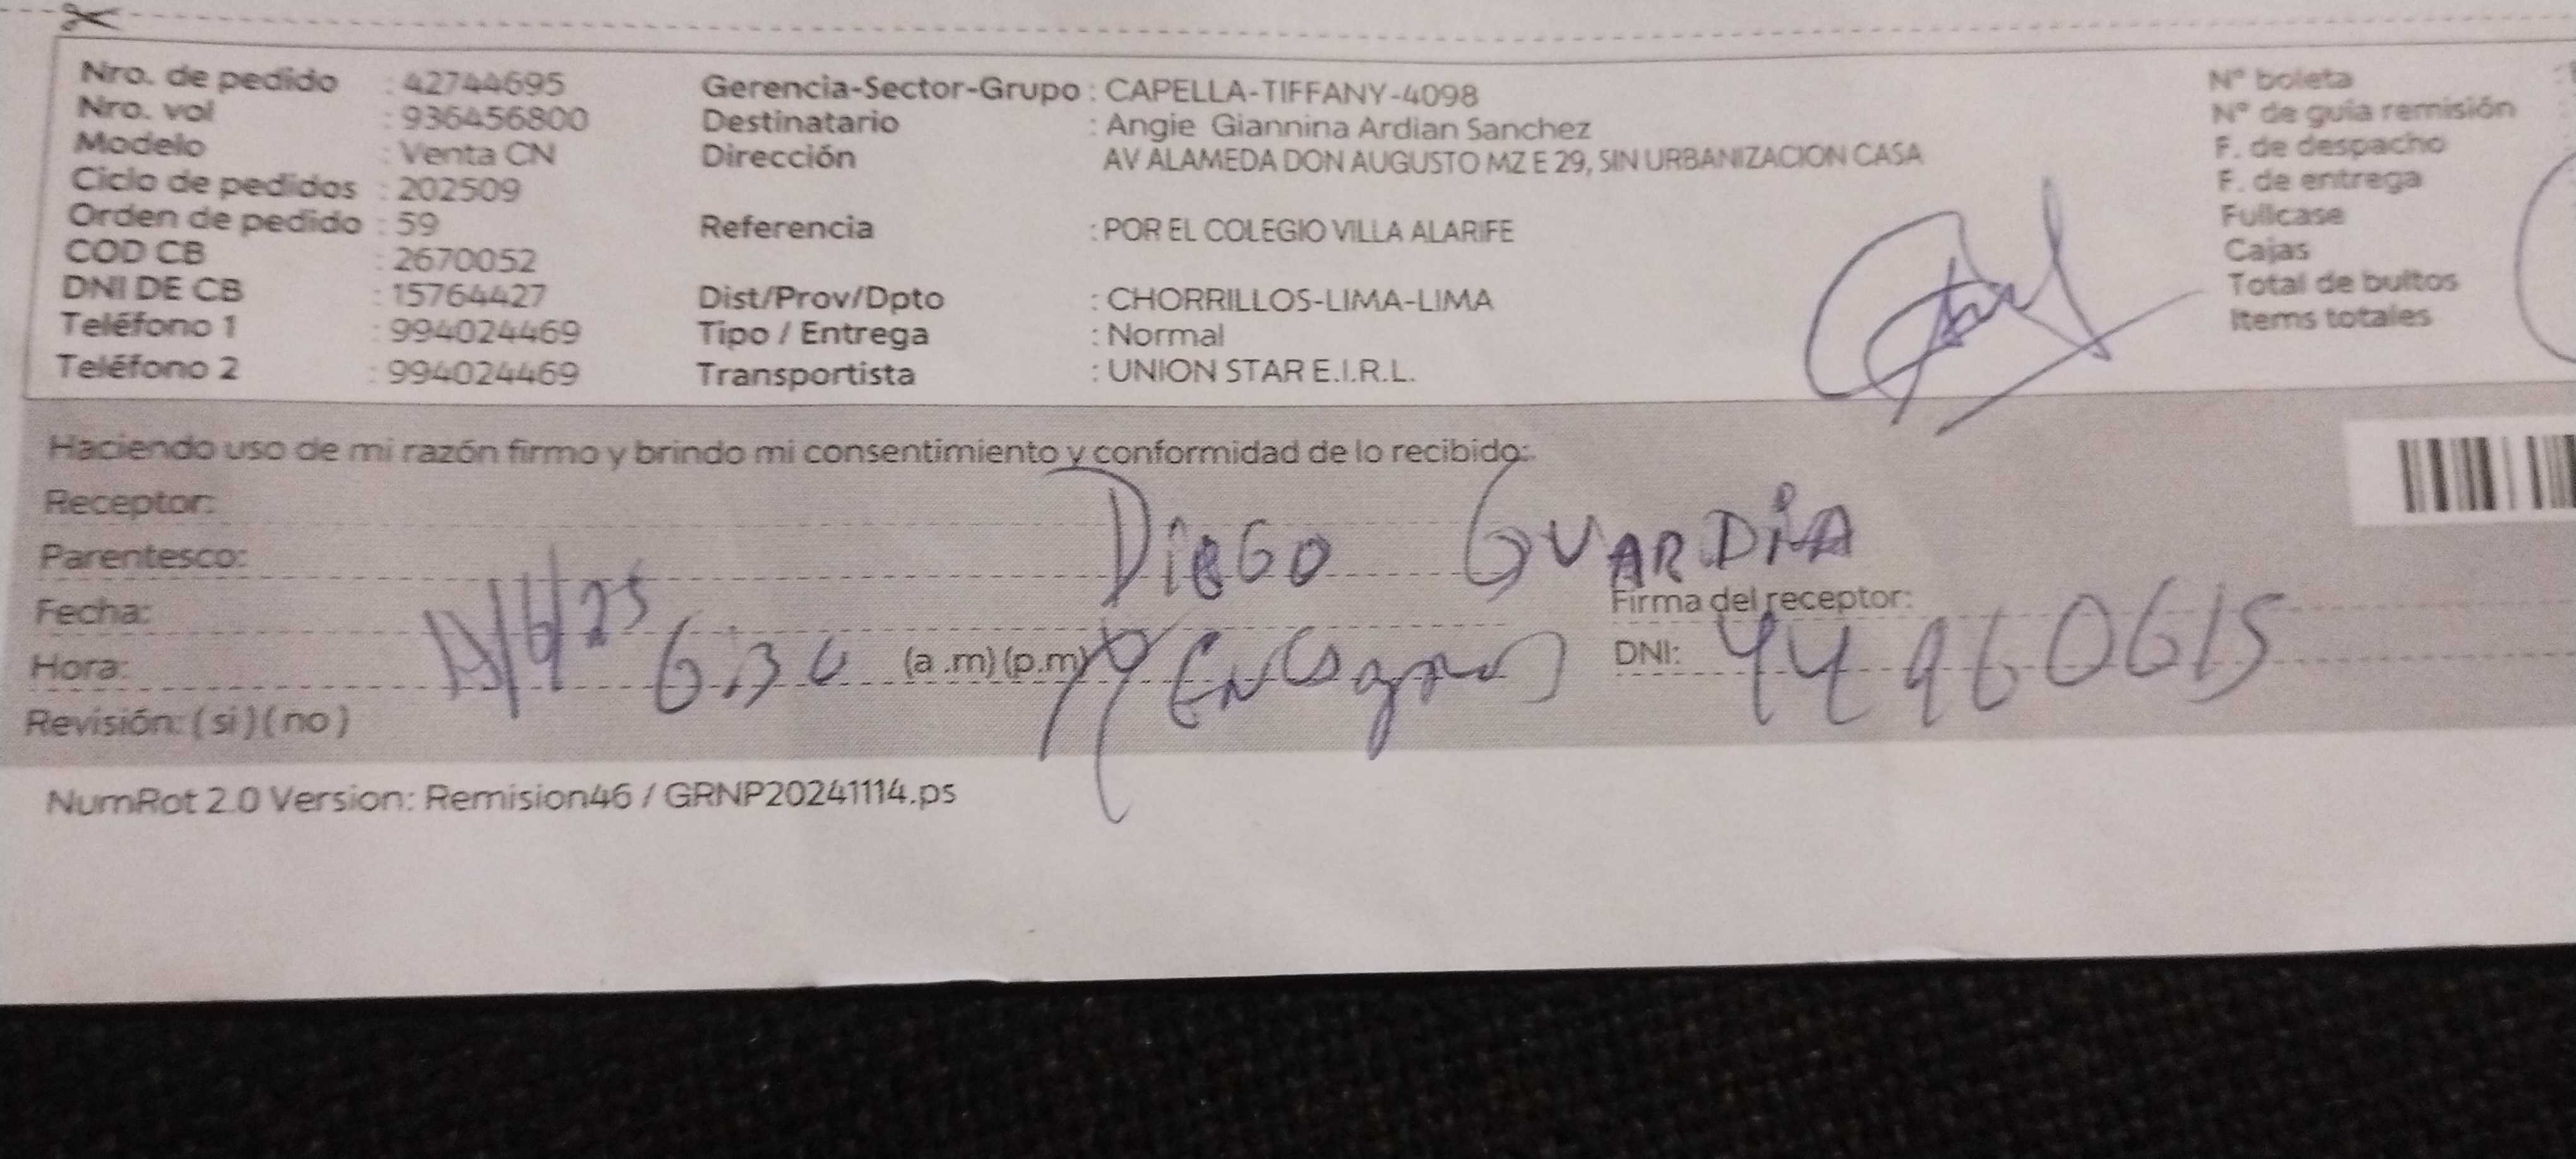 Nro. de pedido : 42744695
Nro. vol : 936456800
Modelo : Venta CN
Ciclo de pedidos : 202509
Orden de pedido : 59
COD CB : 2670052
DNI DE CB : 15764427
Teléfono 1 : 994024469
Teléfono 2 : 994024469
Gerencia-Sector-Grupo : CAPELLA-TIFFANY-4098
Destinatario : Angie Giannina Ardian Sanchez
Dirección AV ALAMEDA DON AUGUSTO MZ E 29, SIN URBANIZACION CASA
Referencia : POR EL COLEGIO VILLA ALARIFE
Dist/Prov/Dpto : CHORRILLOS-LIMA-LIMA
Tipo / Entrega : Normal
Transportista : UNION STAR E.I.R.L.
N° boleta
N° de guia remisión
F. de despacho
F. de entrega
Fullcase
Cajas
Total de bultos
Items totales
Haciendo uso de mi razón firmo y brindo mi consentimiento y conformidad de lo recibido:
Receptor:
Parentesco: DiEGO GUARDiA
Fecha: Firma del receptor:
Hora: 6:30 (a .m) (p.m) DNI: 44960615
Revisión: ( si ) ( no )
NumRot 2.0 Version: Remision46 / GRNP20241114.ps